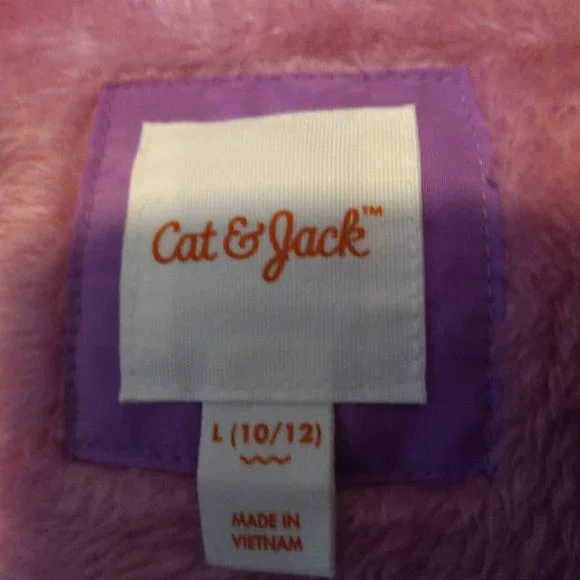 Cat & Jack™
L (10/12)
MADE IN
VIETNAM